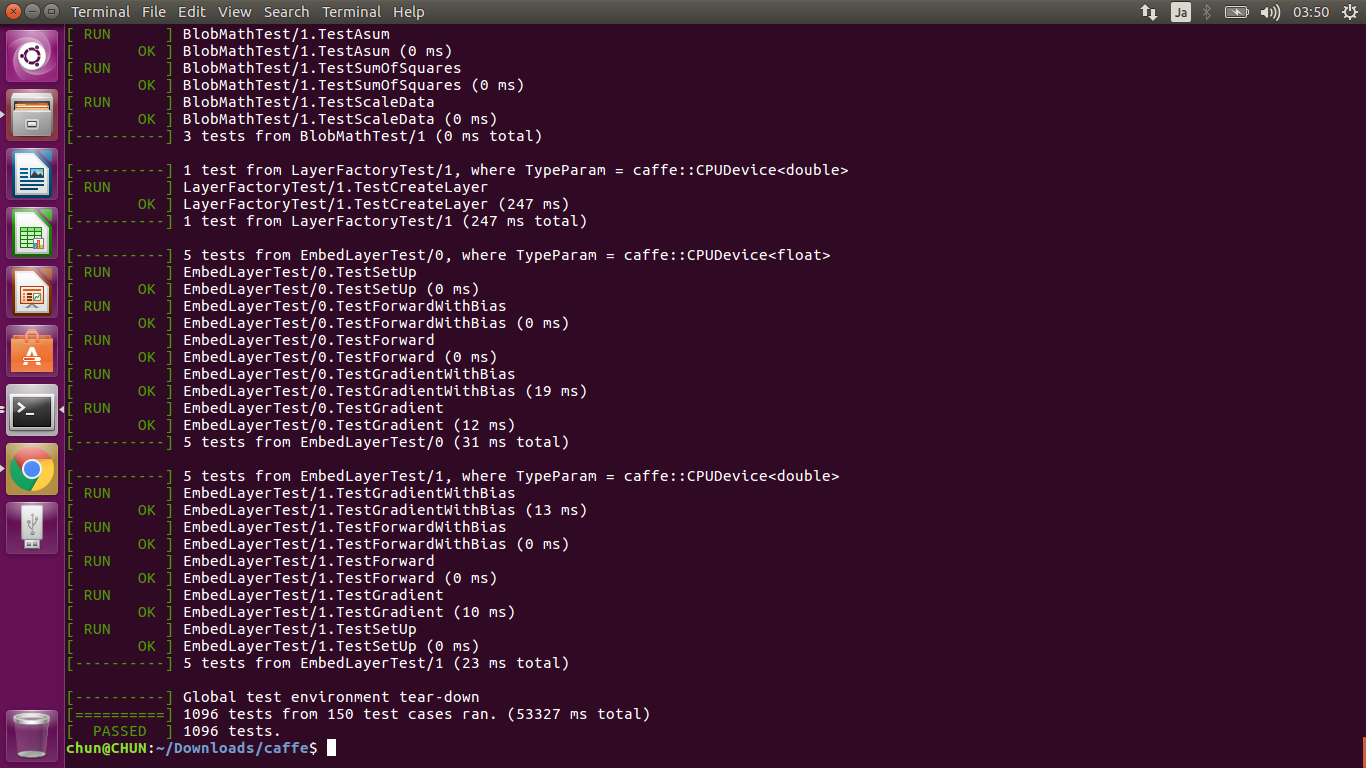 Terminal File Edit View Search Terminal Help Ja 03:50
[ RUN      ] BlobMathTest/1.TestAsum
[       OK ] BlobMathTest/1.TestAsum (0 ms)
[ RUN      ] BlobMathTest/1.TestSumOfSquares
[       OK ] BlobMathTest/1.TestSumOfSquares (0 ms)
[ RUN      ] BlobMathTest/1.TestScaleData
[       OK ] BlobMathTest/1.TestScaleData (0 ms)
[----------] 3 tests from BlobMathTest/1 (0 ms total)
[----------] 1 test from LayerFactoryTest/1, where TypeParam = caffe::CPUDevice<double>
[ RUN      ] LayerFactoryTest/1.TestCreateLayer
[       OK ] LayerFactoryTest/1.TestCreateLayer (247 ms)
[----------] 1 test from LayerFactoryTest/1 (247 ms total)
[----------] 5 tests from EmbedLayerTest/0, where TypeParam = caffe::CPUDevice<float>
[ RUN      ] EmbedLayerTest/0.TestSetUp
[       OK ] EmbedLayerTest/0.TestSetUp (0 ms)
[ RUN      ] EmbedLayerTest/0.TestForwardWithBias
[       OK ] EmbedLayerTest/0.TestForwardWithBias (0 ms)
[ RUN      ] EmbedLayerTest/0.TestForward
[       OK ] EmbedLayerTest/0.TestForward (0 ms)
[ RUN      ] EmbedLayerTest/0.TestGradientWithBias
[       OK ] EmbedLayerTest/0.TestGradientWithBias (19 ms)
[ RUN      ] EmbedLayerTest/0.TestGradient
[       OK ] EmbedLayerTest/0.TestGradient (12 ms)
[----------] 5 tests from EmbedLayerTest/0 (31 ms total)
[----------] 5 tests from EmbedLayerTest/1, where TypeParam = caffe::CPUDevice<double>
[ RUN      ] EmbedLayerTest/1.TestGradientWithBias
[       OK ] EmbedLayerTest/1.TestGradientWithBias (13 ms)
[ RUN      ] EmbedLayerTest/1.TestForwardWithBias
[       OK ] EmbedLayerTest/1.TestForwardWithBias (0 ms)
[ RUN      ] EmbedLayerTest/1.TestForward
[       OK ] EmbedLayerTest/1.TestForward (0 ms)
[ RUN      ] EmbedLayerTest/1.TestGradient
[       OK ] EmbedLayerTest/1.TestGradient (10 ms)
[ RUN      ] EmbedLayerTest/1.TestSetUp
[       OK ] EmbedLayerTest/1.TestSetUp (0 ms)
[----------] 5 tests from EmbedLayerTest/1 (23 ms total)
[----------] Global test environment tear-down
[==========] 1096 tests from 150 test cases ran. (53327 ms total)
[  PASSED  ] 1096 tests.
chun@CHUN:~/Downloads/caffe$